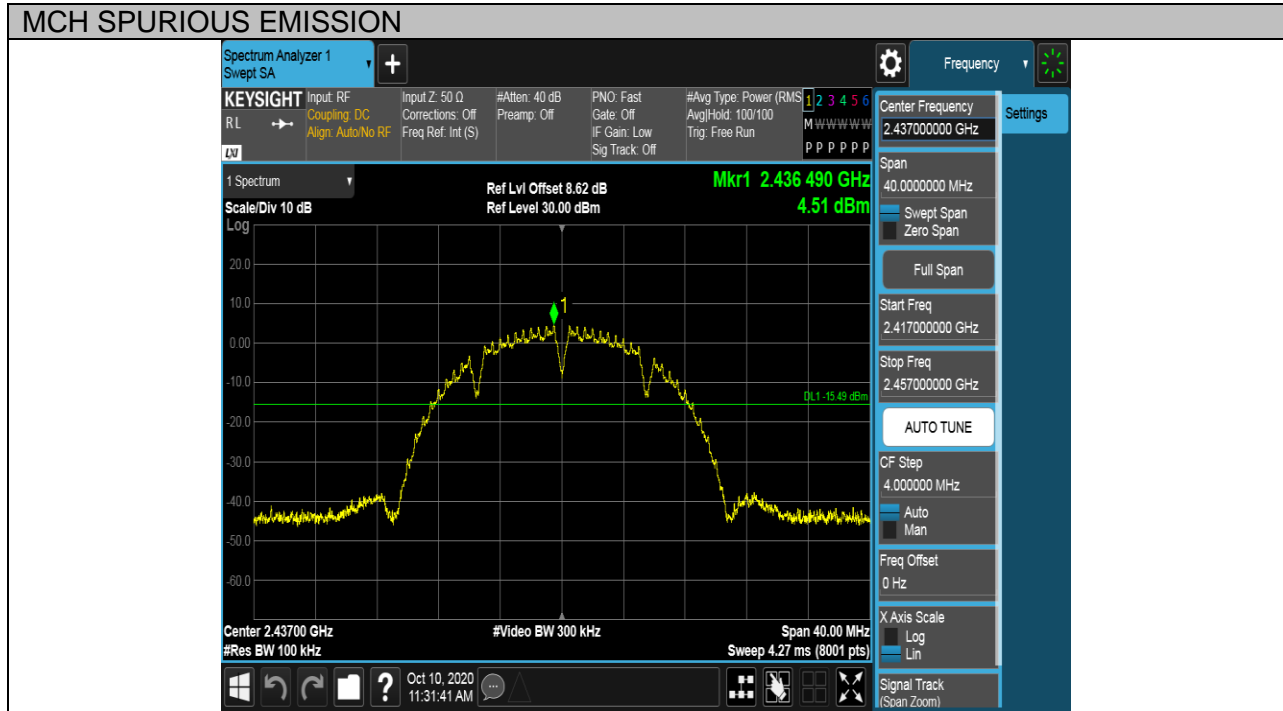 MCH SPURIOUS EMISSION
Spectrum Analyzer 1
Swept SA
+
Frequency
KEYSIGHT
RL
LXI
Input: RF
Coupling: DC
Align: Auto/No RF
Input Z: 50 Ω
Corrections: Off
Freq Ref: Int (S)
#Atten: 40 dB
Preamp: Off
PNO: Fast
Gate: Off
IF Gain: Low
Sig Track: Off
#Avg Type: Power (RMS
Avg|Hold: 100/100
Trig: Free Run
1 2 3 4 5 6
M W W W W W
P P P P P P
1 Spectrum
Scale/Div 10 dB
Ref Lvl Offset 8.62 dB
Ref Level 30.00 dBm
Mkr1 2.436 490 GHz
4.51 dBm
Log
20.0
10.0
0.00
-10.0
-20.0
-30.0
-40.0
-50.0
-60.0
1
DL1 -15.49 dBm
Center 2.43700 GHz
#Res BW 100 kHz
#Video BW 300 kHz
Span 40.00 MHz
Sweep 4.27 ms (8001 pts)
?
Oct 10, 2020
11:31:41 AM
Center Frequency
2.437000000 GHz
Settings
Span
40.0000000 MHz
Swept Span
Zero Span
Full Span
Start Freq
2.417000000 GHz
Stop Freq
2.457000000 GHz
AUTO TUNE
CF Step
4.000000 MHz
Auto
Man
Freq Offset
0 Hz
X Axis Scale
Log
Lin
Signal Track
(Span Zoom)